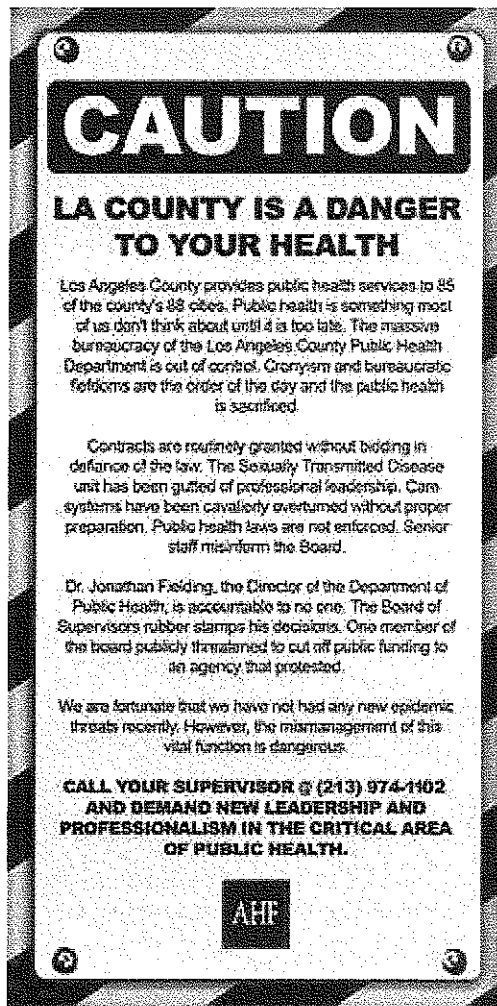 CAUTION
LA COUNTY IS A DANGER
TO YOUR HEALTH
Los Angeles County provides public health services to 85
of the county's 88 cities. Public health is something most
of us don't think about until it is too late. The massive
bureaucracy of the Los Angeles County Public Health
Department is out of control. Cronyism and bureaucratic
fiefdoms are the order of the day and the public health
is sacrificed.
Contracts are routinely granted without bidding in
defiance of the law. The Sexually Transmitted Disease
unit has been gutted of professional leadership. Care
systems have been cavalierly overturned without proper
preparation. Public health laws are not enforced. Senior
staff misinform the Board.
Dr. Jonathan Fielding, the Director of the Department of
Public Health, is accountable to no one. The Board of
Supervisors rubber stamps his decisions. One member of
the board publicly threatened to cut off public funding to
an agency that protested.
We are fortunate that we have not had any new epidemic
threats recently. However, the mismanagement of this
vital function is dangerous.
CALL YOUR SUPERVISOR @ (213) 974-1102
AND DEMAND NEW LEADERSHIP AND
PROFESSIONALISM IN THE CRITICAL AREA
OF PUBLIC HEALTH.
AHF